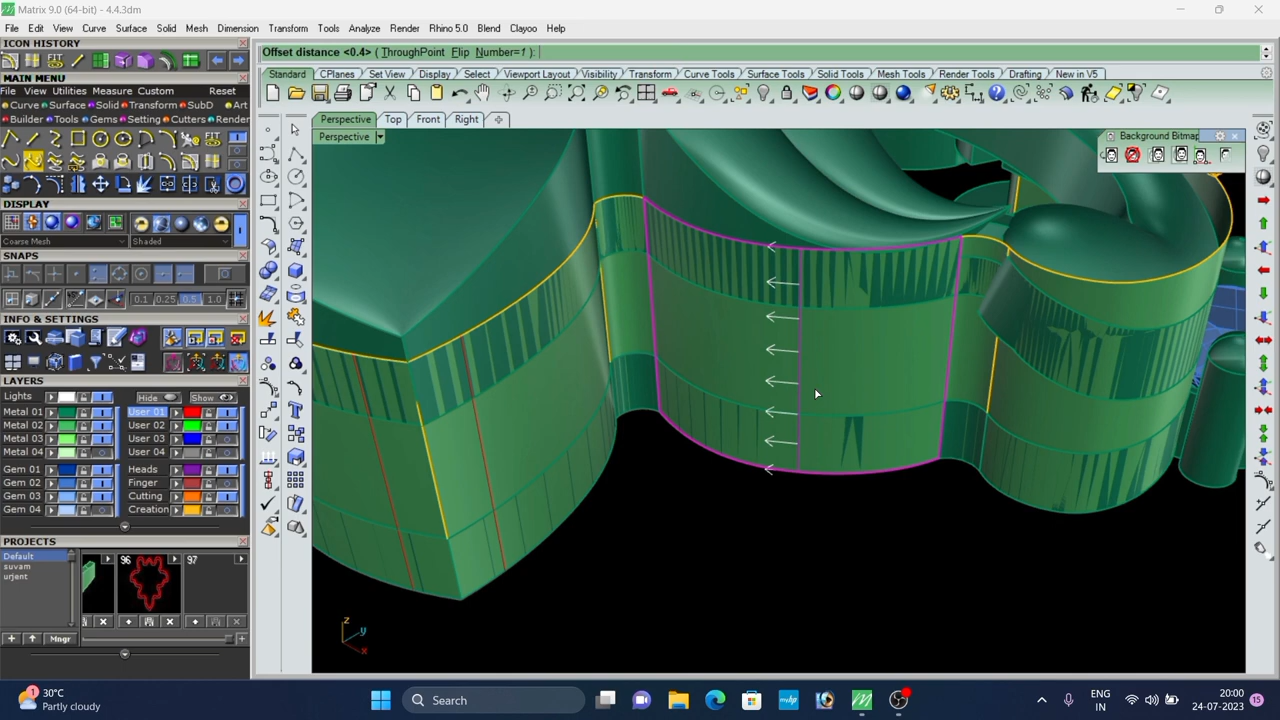 Matrix 9.0 (64-bit) - 4.4.3dm
File Edit View Curve Surface Solid Mesh Dimension Transform Tools Analyze Render Rhino 5.0 Blend Clayoo Help
ICON HISTORY
Offset distance <0.4> ( ThroughPoint Flip Number=1 ):
MAIN MENU
File View Utilities Measure Custom Reset
Curve Surface Solid Transform SubD Art
Builder Tools Gems Setting Cutters Render
Standard CPlanes Set View Display Select Viewport Layout Visibility Transform Curve Tools Surface Tools Solid Tools Mesh Tools Render Tools Drafting New in V5
Perspective Top Front Right
Perspective
Background Bitmap
FIT
DISPLAY
Coarse Mesh Shaded
SNAPS
0.1 0.25 0.5 1.0
INFO & SETTINGS
LAYERS
Lights Hide Show
Metal 01 User 01
Metal 02 User 02
Metal 03 User 03
Metal 04 User 04
Gem 01 Heads
Gem 02 Finger
Gem 03 Cutting
Gem 04 Creation
PROJECTS
Default
suvam
urjent
96 97
Mngr
z
y
x
30°C
Partly cloudy
1
Search
ENG
IN
20:00
24-07-2023
15